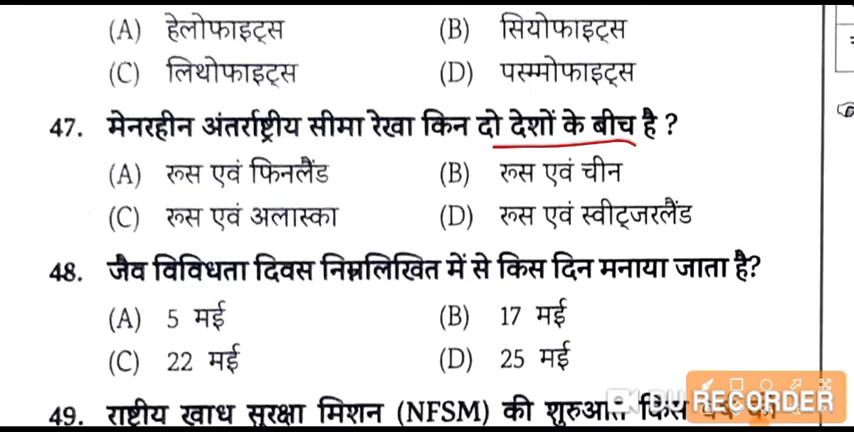 (A) हेलोफाइट्स (B) सियोफाइट्स
(C) लिथोफाइट्स (D) पस्मोफाइट्स
47. मेनरहीन अंतर्राष्ट्रीय सीमा रेखा किन दो देशों के बीच है ?
(A) रूस एवं फिनलैंड (B) रूस एवं चीन
(C) रूस एवं अलास्का (D) रूस एवं स्वीट्जरलैंड
48. जैव विविधता दिवस निम्नलिखित में से किस दिन मनाया जाता है?
(A) 5 मई (B) 17 मई
(C) 22 मई (D) 25 मई
49. राष्टीय खाध सुरक्षा मिशन (NFSM) की शुरुआत किस
RECORDER